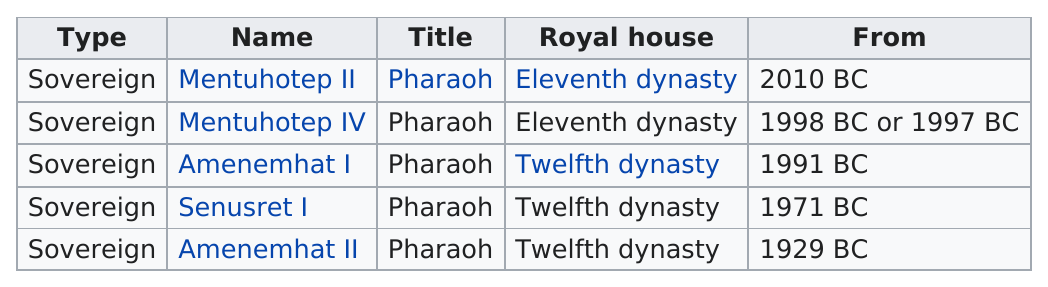 Type Name Title Royal house From
Sovereign Mentuhotep II Pharaoh Eleventh dynasty 2010 BC
Sovereign Mentuhotep IV Pharaoh Eleventh dynasty 1998 BC or 1997 BC
Sovereign Amenemhat I Pharaoh Twelfth dynasty 1991 BC
Sovereign Senusret I Pharaoh Twelfth dynasty 1971 BC
Sovereign Amenemhat II Pharaoh Twelfth dynasty 1929 BC